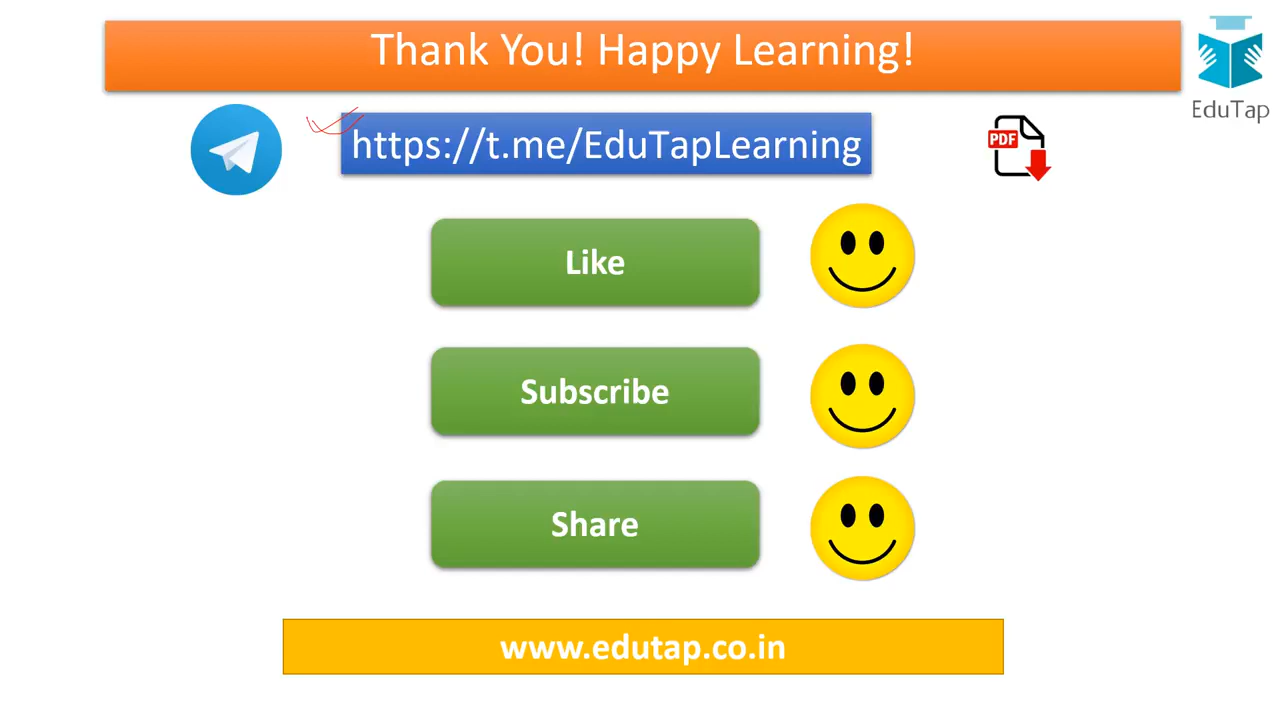 Thank You! Happy Learning!
EduTap
https://t.me/EduTapLearning
PDF
Like
Subscribe
Share
www.edutap.co.in